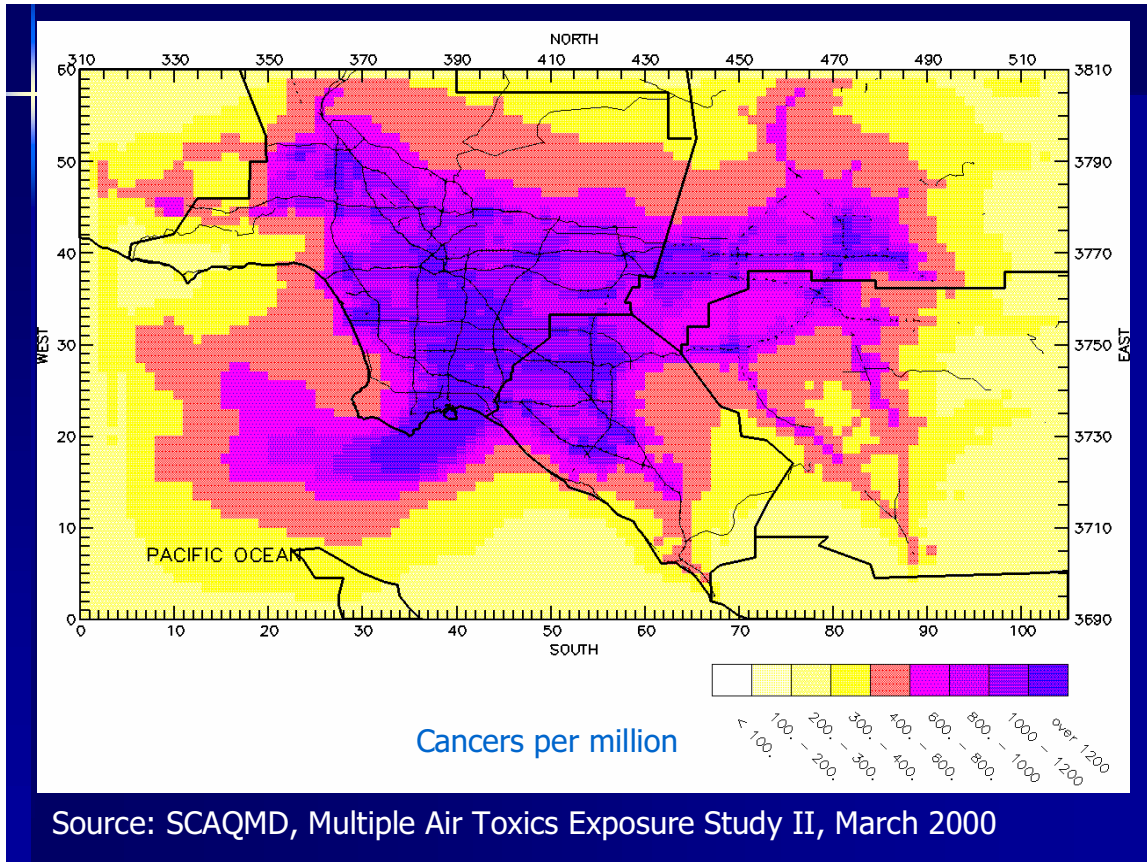 NORTH
310 330 350 370 390 410 430 450 470 490 510
60 3810
50 3790
40 3770
WEST 30 3750 EAST
20 3730
10 3710
PACIFIC OCEAN
0 3690
0 10 20 30 40 50 60 70 80 90 100
SOUTH
< 100.
100. - 200.
200. - 300.
300. - 400.
400. - 600.
600. - 800.
800. - 1000
1000 - 1200
over 1200
Cancers per million
Source: SCAQMD, Multiple Air Toxics Exposure Study II, March 2000